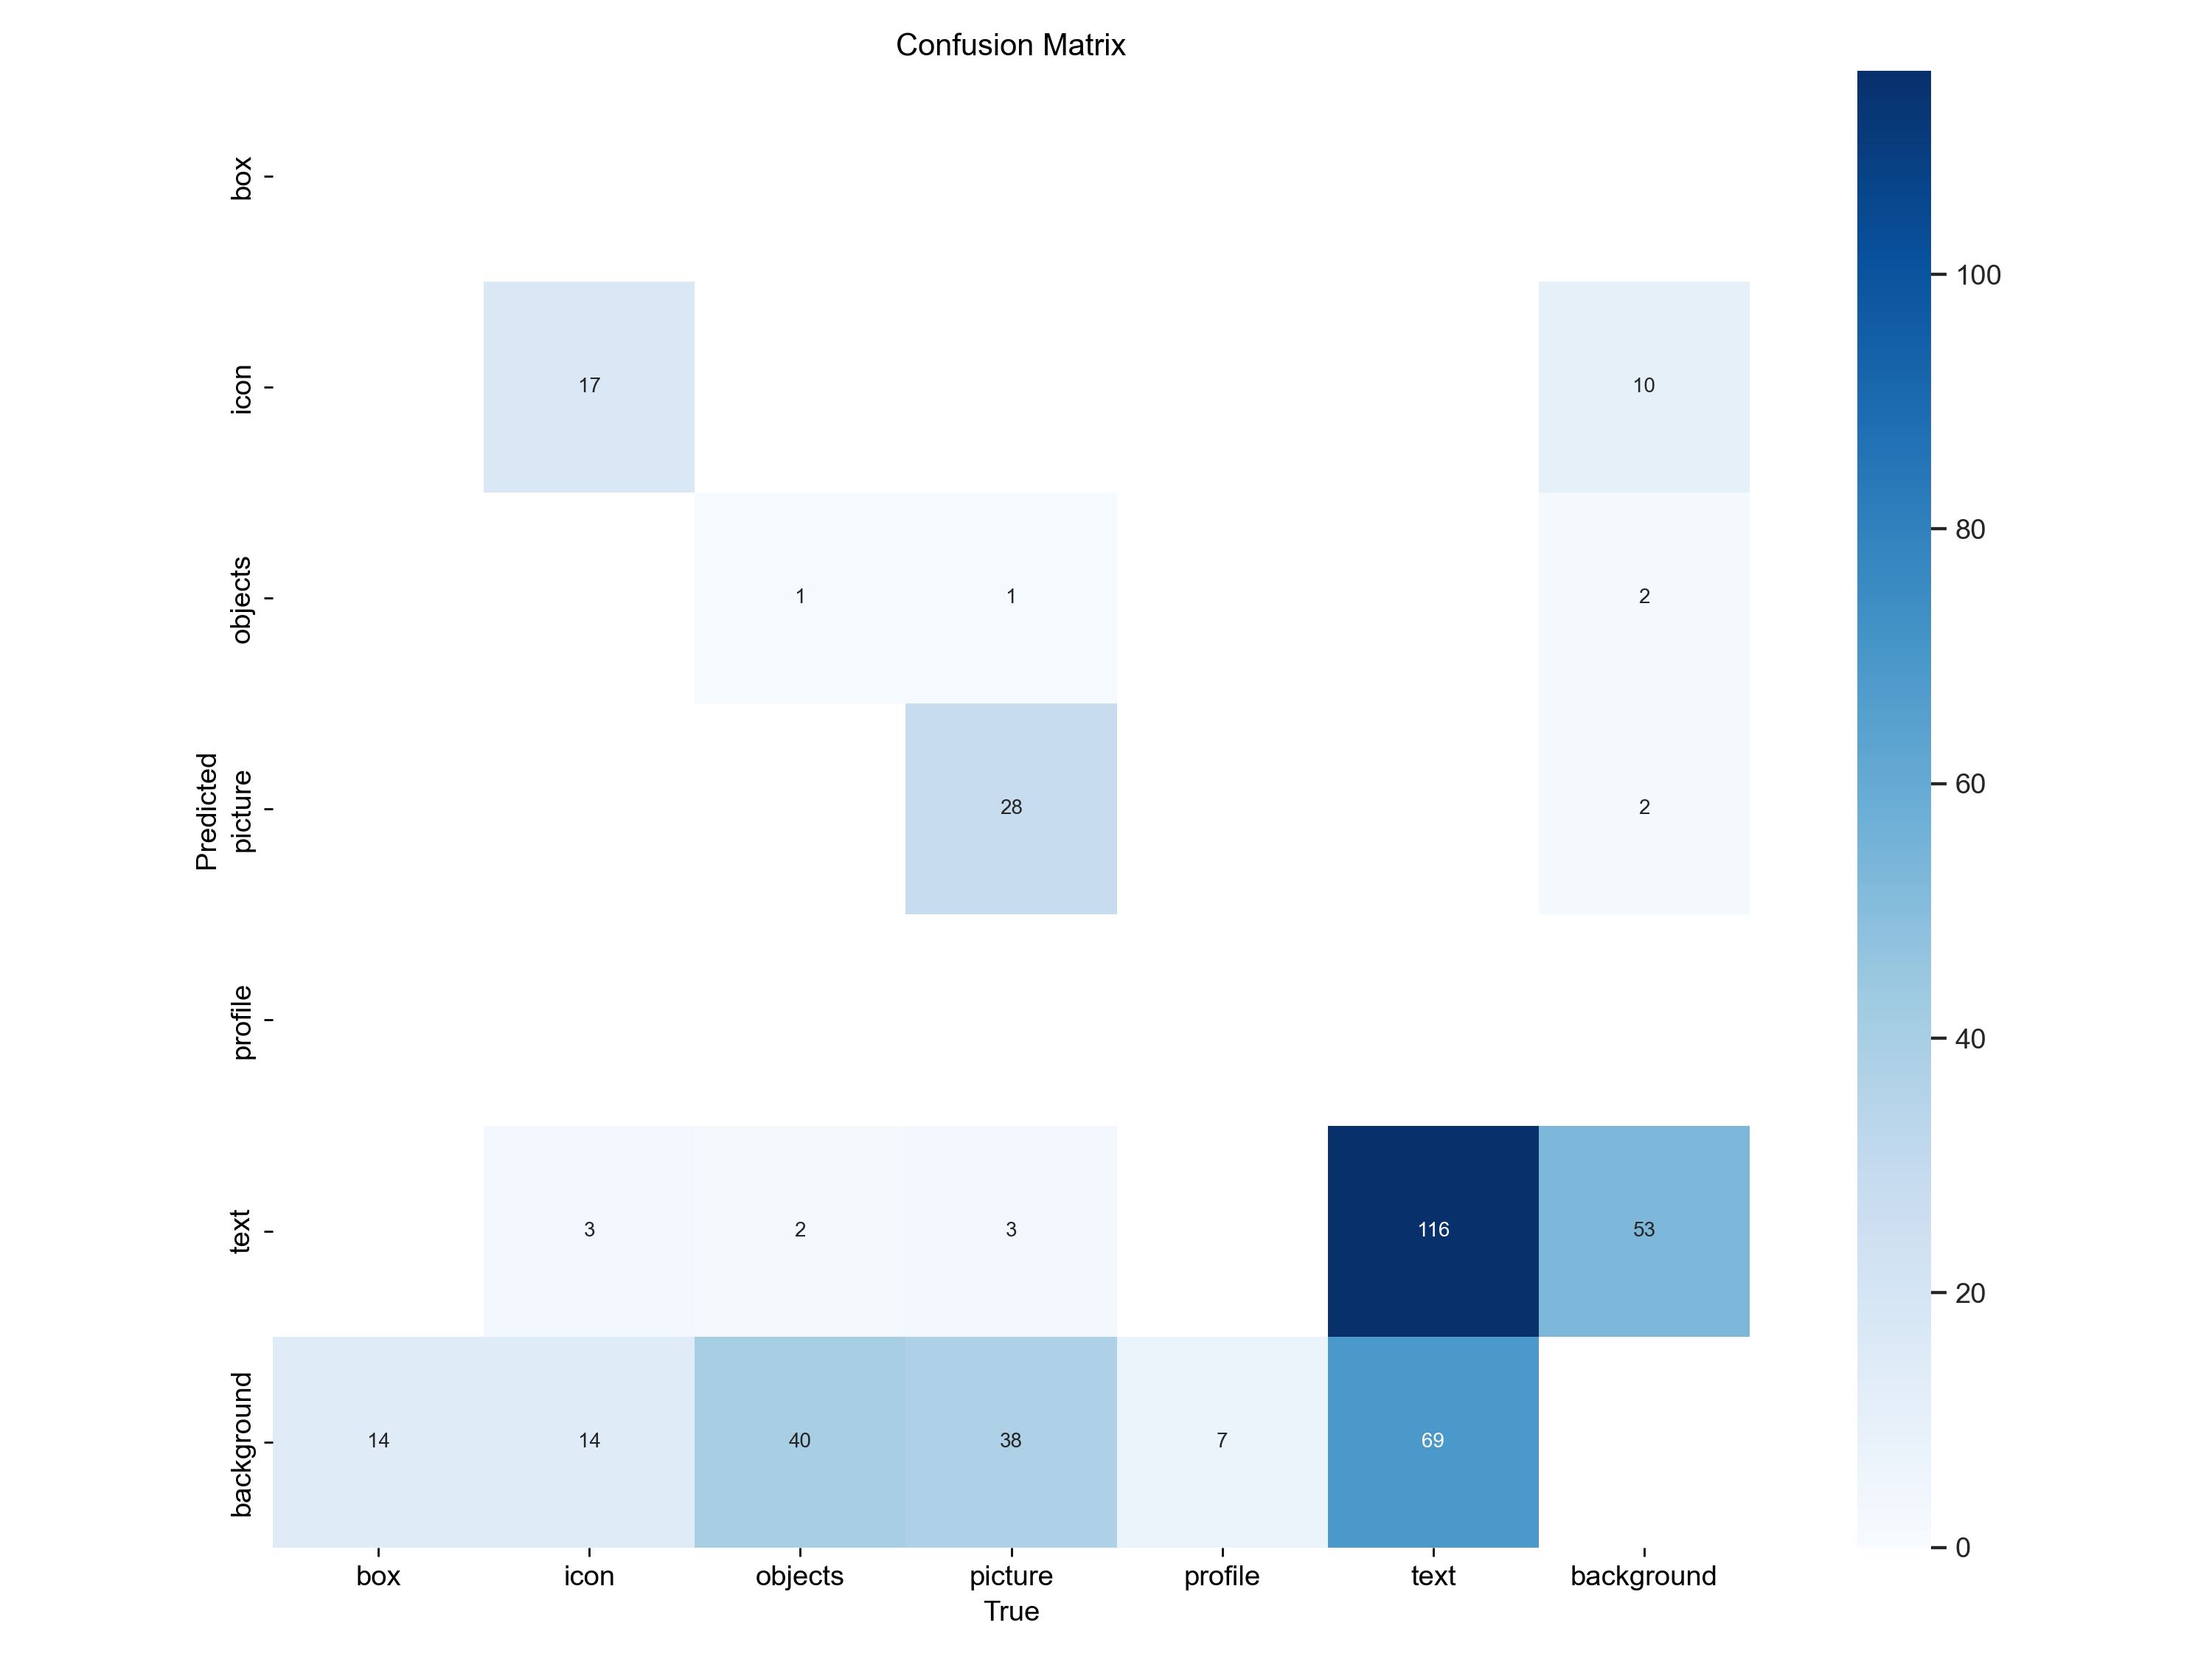 Confusion Matrix
box
icon
17
10
100
objects
1
1
2
80
Predicted
picture
28
2
60
profile
40
text
3
2
3
116
53
20
background
14
14
40
38
7
69
0
box
icon
objects
picture
profile
text
background
True